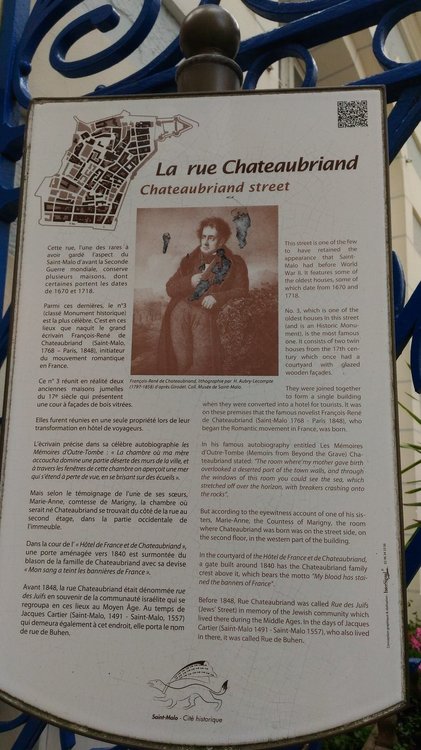 La rue Chateaubriand
Chateaubriand street
Cette rue, l'une des rares à
avoir gardé l'aspect du
Saint-Malo d'avant la Seconde
Guerre mondiale, conserve
plusieurs maisons, dont
certaines portent les dates
de 1670 et 1718.
Parmi ces dernières, le n°3
(classé Monument historique)
est la plus célèbre. C'est en ces
lieux que naquit le grand
écrivain François-René de
Chateaubriand (Saint-Malo,
1768 – Paris, 1848), initiateur
du mouvement romantique
en France.
Ce n° 3 réunit en réalité deux
anciennes maisons jumelles
du 17e siècle qui présentent
une cour à façades de bois vitrées.
Elles furent réunies en une seule propriété lors de leur
transformation en hôtel de voyageurs.
L'écrivain précise dans sa célèbre autobiographie les
Mémoires d'Outre-Tombe : « La chambre où ma mère
accoucha domine une partie déserte des murs de la ville, et
à travers les fenêtres de cette chambre on aperçoit une mer
qui s'étend à perte de vue, en se brisant sur des écueils ».
Mais selon le témoignage de l'une de ses sœurs,
Marie-Anne, comtesse de Marigny, la chambre où
serait né Chateaubriand se trouvait du côté de la rue au
second étage, dans la partie occidentale de
l'immeuble.
Dans la cour de l' « Hôtel de France et Chateaubriand »,
une porte aménagée vers 1840 est surmontée du
blason de la famille de Chateaubriand avec sa devise
« Mon sang a teint les bannières de France ».
Avant 1848, la rue Chateaubriand était dénommée rue
des Juifs en souvenir de la communauté israélite qui se
regroupa en ces lieux au Moyen Âge. Au temps de
Jacques Cartier (Saint-Malo, 1491 - Saint-Malo, 1557)
qui demeura également à cet endroit, elle porta le nom
de rue de Buhen.
François-René de Chateaubriand, lithographie par H. Aubry-Lecompte
(1797-1858) d'après Girodet. Coll. Musée de Saint-Malo.
This street is one of the few
to have retained the
appearance that Saint-
Malo had before World
War II. It features some of
the oldest houses, some of
which date from 1670 and
1718.
No. 3, which is one of the
oldest houses in this street
(and is an Historic Monu-
ment), is the most famous
one. It consists of two twin
houses from the 17th cen-
tury which once had a
courtyard with glazed
wooden façades.
They were joined together
to form a single building
when they were converted into a hotel for tourists. It was
on these premises that the famous novelist François-René
de Chateaubriand (Saint-Malo 1768 - Paris 1848), who
began the Romantic movement in France, was born.
In his famous autobiography entitled Les Mémoires
d'Outre-Tombe (Memoirs from Beyond the Grave) Cha-
teaubriand stated: "The room where my mother gave birth
overlooked a deserted part of the town walls, and through
the windows of this room you could see the sea, which
stretched off over the horizon, with breakers crashing onto
the rocks".
But according to the eyewitness account of one of his sis-
ters, Marie-Anne, the Countess of Marigny, the room
where Chateaubriand was born was on the street side, on
the second floor, in the western part of the building.
In the courtyard of the Hôtel de France et de Chateaubriand,
a gate built around 1840 has the Chateaubriand family
crest above it, which bears the motto "My blood has stai-
ned the banners of France".
Before 1848, Rue Chateaubriand was called Rue des Juifs
(Jews' Street) in memory of the Jewish community which
lived there during the Middle Ages. In the days of Jacques
Cartier (Saint-Malo 1491 - Saint-Malo 1557), who also lived
in there, it was called Rue de Buhen.
Saint-Malo - Cité historique